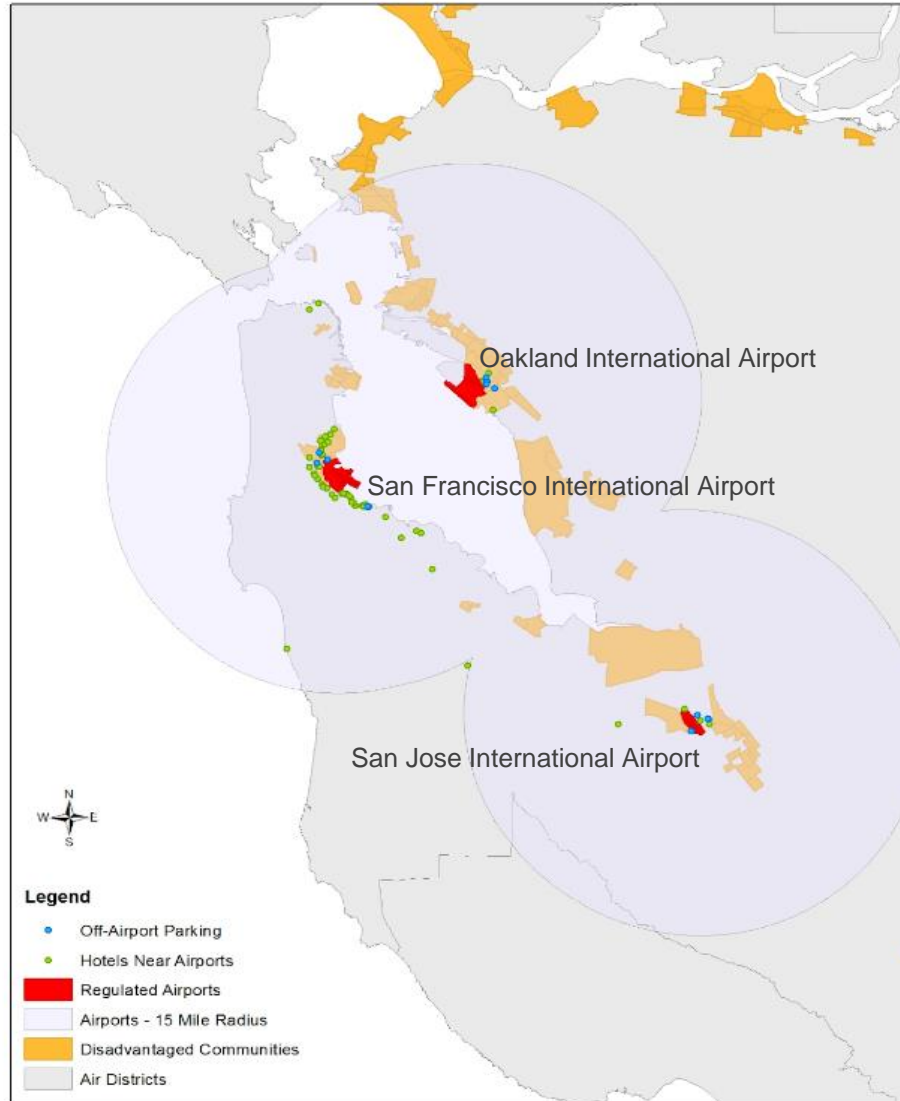 Oakland International Airport
San Francisco International Airport
San Jose International Airport
N
W E
S
Legend
Off-Airport Parking
Hotels Near Airports
Regulated Airports
Airports - 15 Mile Radius
Disadvantaged Communities
Air Districts